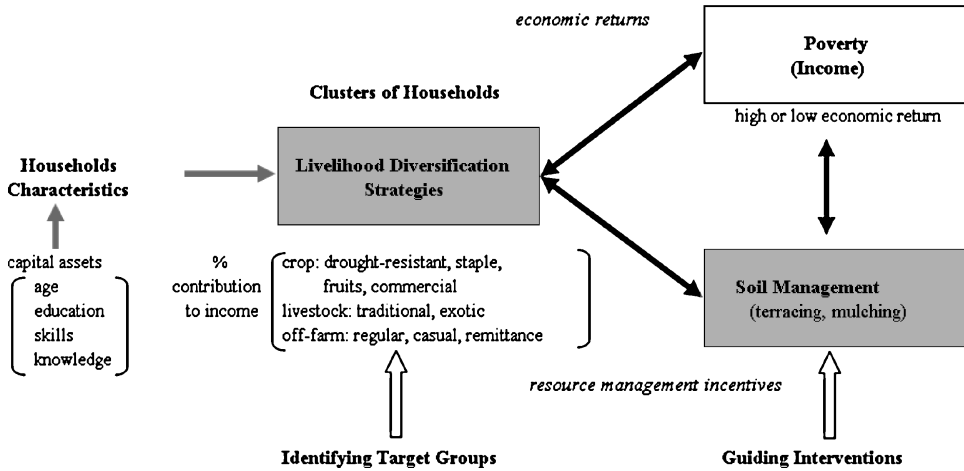 economic returns
Poverty
(Income)
high or low economic return
Clusters of Households
Livelihood Diversification
Strategies
Households
Characteristics
capital assets
age
education
skills
knowledge
%
contribution
to income
crop: drought-resistant, staple,
fruits, commercial
livestock: traditional, exotic
off-farm: regular, casual, remittance
Soil Management
(terracing, mulching)
resource management incentives
Identifying Target Groups
Guiding Interventions